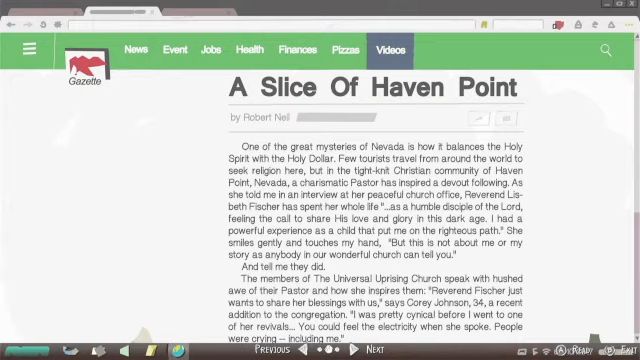 News Event Jobs Health Finances Pizzas Videos
Gazette
A Slice Of Haven Point
by Robert Neil
One of the great mysteries of Nevada is how it balances the Holy
Spirit with the Holy Dollar. Few tourists travel from around the world to
seek religion here, but in the tight-knit Christian community of Haven
Point, Nevada, a charismatic Pastor has inspired a devout following. As
she told me in an interview at her peaceful church office, Reverend Lis-
beth Fischer has spent her whole life "...as a humble disciple of the Lord,
feeling the call to share His love and glory in this dark age. I had a
powerful experience as a child that put me on the righteous path." She
smiles gently and touches my hand, "But this is not about me or my
story as anybody in our wonderful church can tell you."
And tell me they did.
The members of The Universal Uprising Church speak with hushed
awe of their Pastor and how she inspires them: "Reverend Fischer just
wants to share her blessings with us," says Corey Johnson, 34, a recent
addition to the congregation. "I was pretty cynical before I went to one
of her revivals... You could feel the electricity when she spoke. People
were crying -- including me."
Previous Next A Read B Exit